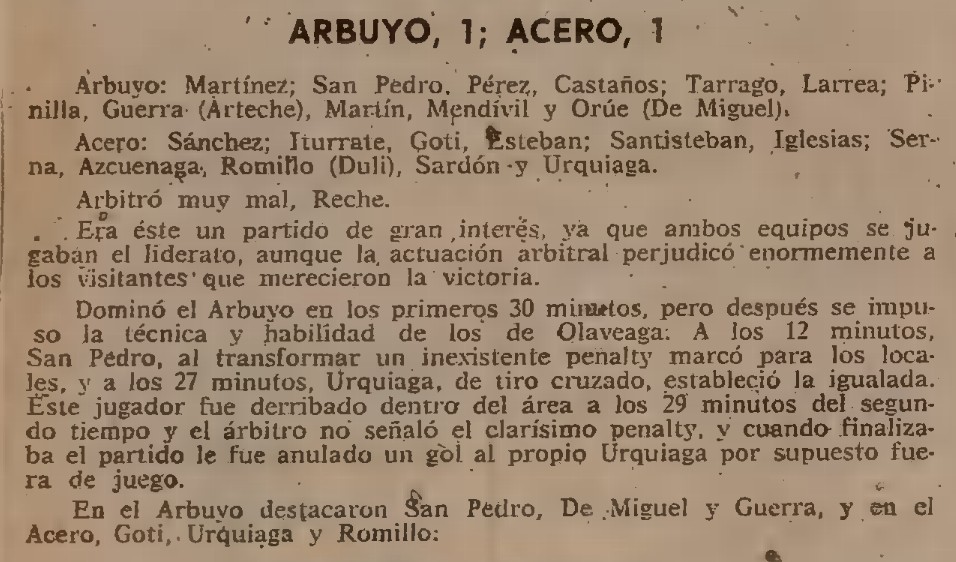 ARBUYO, 1; ACERO, 1
Arbuyo: Martínez; San Pedro, Pérez, Castaños; Tarrago, Larrea; Pi-
nilla, Guerra (Arteche), Martín, Mendívil y Orúe (De Miguel).
Acero: Sánchez; Iturrate, Goti, Esteban; Santisteban, Iglesias; Ser-
na, Azcuenaga, Romillo (Duli), Sardón y Urquiaga.
Arbitró muy mal, Reche.
Era éste un partido de gran interés, ya que ambos equipos se ju-
gaban el liderato, aunque la actuación arbitral perjudicó enormemente a
los visitantes que merecieron la victoria.
Dominó el Arbuyo en los primeros 30 minutos, pero después se impu-
so la técnica y habilidad de los de Olaveaga: A los 12 minutos,
San Pedro, al transformar un inexistente penalty marcó para los loca-
les, y a los 27 minutos, Urquiaga, de tiro cruzado, estableció la igualada.
Este jugador fue derribado dentro del área a los 29 minutos del segun-
do tiempo y el árbitro no señaló el clarísimo penalty, y cuando finaliza-
ba el partido le fue anulado un gol al propio Urquiaga por supuesto fue-
ra de juego.
En el Arbuyo destacaron San Pedro, De Miguel y Guerra, y en el
Acero, Goti, Urquiaga y Romillo: